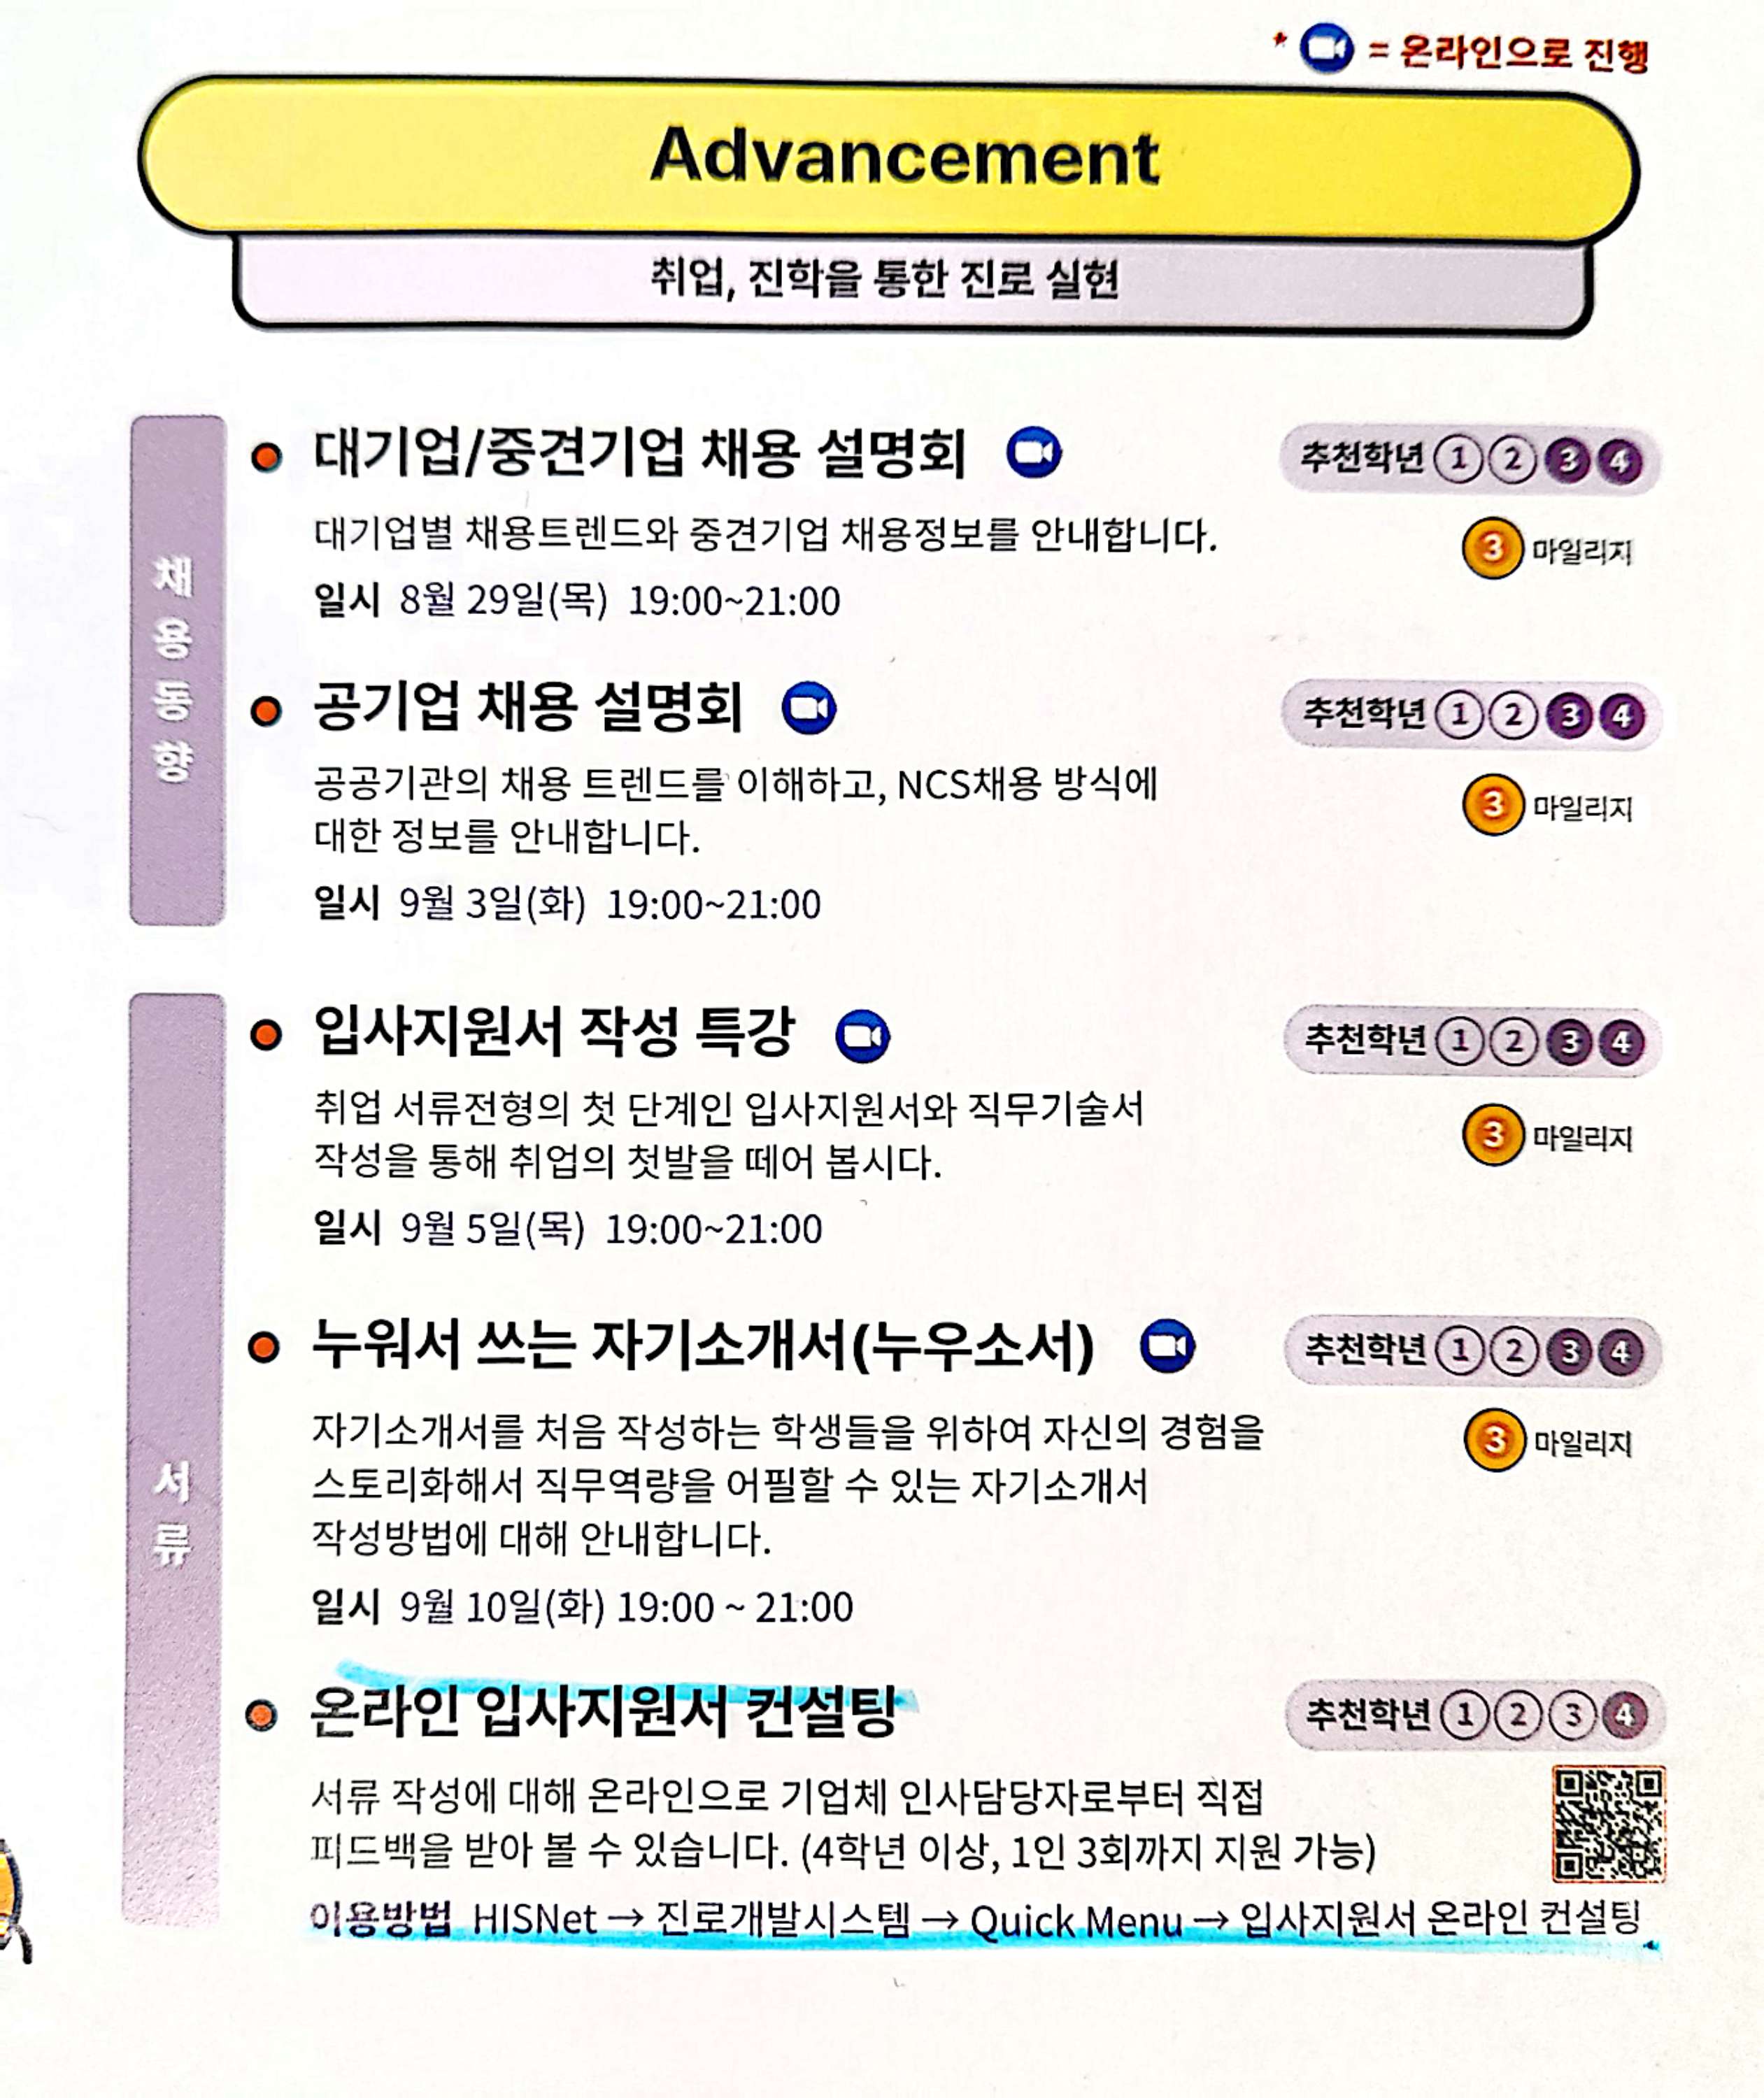 * = 온라인으로 진행
Advancement
취업, 진학을 통한 진로 실현
채용동향
대기업/중견기업 채용 설명회
추천학년 1 2 3 4
대기업별 채용트렌드와 중견기업 채용정보를 안내합니다.
3 마일리지
일시 8월 29일(목) 19:00~21:00
공기업 채용 설명회
추천학년 1 2 3 4
공공기관의 채용 트렌드를 이해하고, NCS채용 방식에
3 마일리지
대한 정보를 안내합니다.
일시 9월 3일(화) 19:00~21:00
서류
입사지원서 작성 특강
추천학년 1 2 3 4
취업 서류전형의 첫 단계인 입사지원서와 직무기술서
3 마일리지
작성을 통해 취업의 첫발을 떼어 봅시다.
일시 9월 5일(목) 19:00~21:00
누워서 쓰는 자기소개서(누우소서)
추천학년 1 2 3 4
자기소개서를 처음 작성하는 학생들을 위하여 자신의 경험을
3 마일리지
스토리화해서 직무역량을 어필할 수 있는 자기소개서
작성방법에 대해 안내합니다.
일시 9월 10일(화) 19:00 ~ 21:00
온라인 입사지원서 컨설팅
추천학년 1 2 3 4
서류 작성에 대해 온라인으로 기업체 인사담당자로부터 직접
피드백을 받아 볼 수 있습니다. (4학년 이상, 1인 3회까지 지원 가능)
이용방법 HISNet → 진로개발시스템 → Quick Menu → 입사지원서 온라인 컨설팅